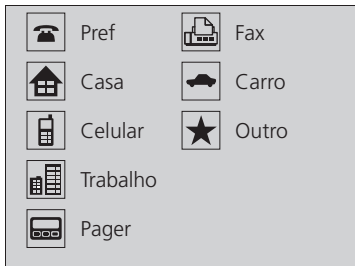 Pref
Fax
Casa
Carro
Celular
Outro
Trabalho
Pager